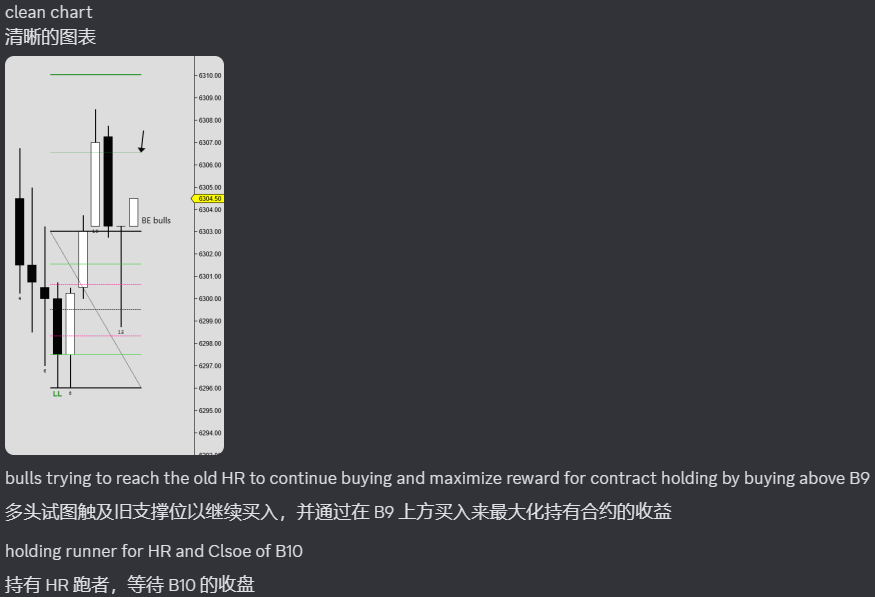 clean chart
清晰的图表
6310.00
6309.00
6308.00
6307.00
6306.00
6305.00
6304.50
6304.00
BE bulls
6303.00
10
6302.00
6301.00
6300.00
4
6299.00
12
6298.00
6297.00
6
6296.00
LL
8
6295.00
6294.00
bulls trying to reach the old HR to continue buying and maximize reward for contract holding by buying above B9
多头试图触及旧支撑位以继续买入，并通过在 B9 上方买入来最大化持有合约的收益
holding runner for HR and Clsoe of B10
持有 HR 跑者，等待 B10 的收盘